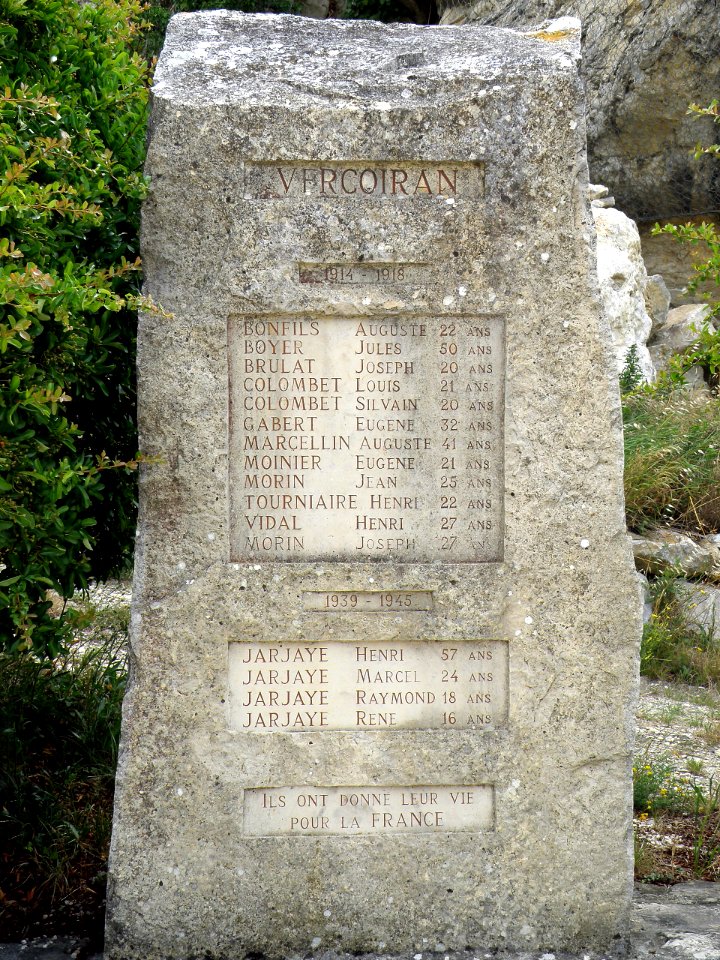 VERCOIRAN
1914 - 1918
BONFILS AUGUSTE 22 ANS
BOYER JULES 50 ANS
BRULAT JOSEPH 20 ANS
COLOMBET LOUIS 21 ANS
COLOMBET SILVAIN 20 ANS
GABERT EUGENE 32 ANS
MARCELLIN AUGUSTE 41 ANS
MOINIER EUGENE 21 ANS
MORIN JEAN 25 ANS
TOURNIAIRE HENRI 22 ANS
VIDAL HENRI 27 ANS
MORIN JOSEPH 27 ANS
1939 - 1945
JARJAYE HENRI 57 ANS
JARJAYE MARCEL 24 ANS
JARJAYE RAYMOND 18 ANS
JARJAYE RENE 16 ANS
ILS ONT DONNE LEUR VIE
POUR LA FRANCE